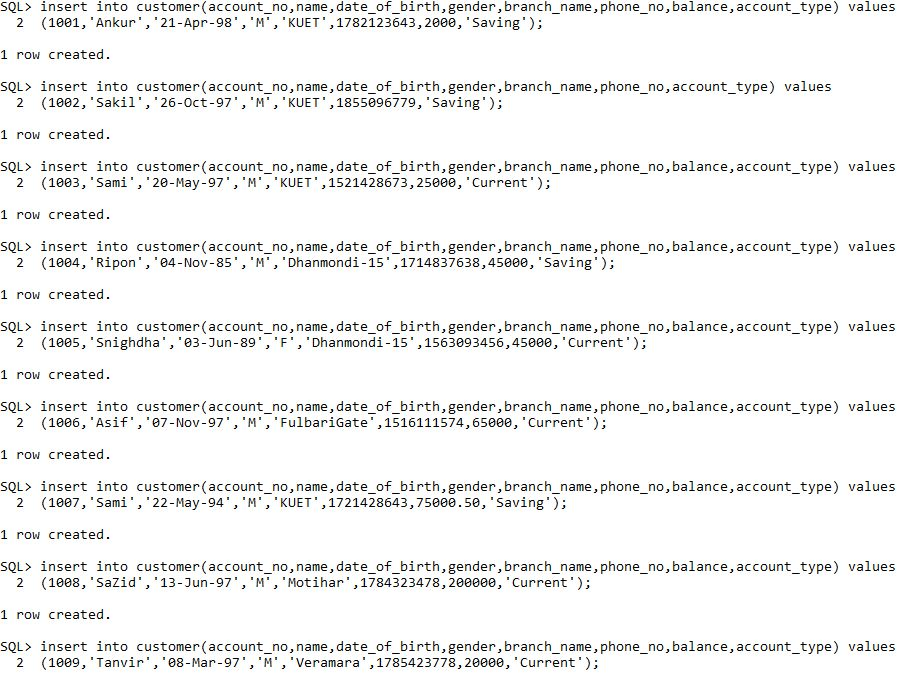 SQL> insert into customer(account_no,name,date_of_birth,gender,branch_name,phone_no,balance,account_type) values
2 (1001,'Ankur','21-Apr-98','M','KUET',1782123643,2000,'Saving');
1 row created.
SQL> insert into customer(account_no,name,date_of_birth,gender,branch_name,phone_no,account_type) values
2 (1002,'Sakil','26-Oct-97','M','KUET',1855096779,'Saving');
1 row created.
SQL> insert into customer(account_no,name,date_of_birth,gender,branch_name,phone_no,balance,account_type) values
2 (1003,'Sami','20-May-97','M','KUET',1521428673,25000,'Current');
1 row created.
SQL> insert into customer(account_no,name,date_of_birth,gender,branch_name,phone_no,balance,account_type) values
2 (1004,'Ripon','04-Nov-85','M','Dhanmondi-15',1714837638,45000,'Saving');
1 row created.
SQL> insert into customer(account_no,name,date_of_birth,gender,branch_name,phone_no,balance,account_type) values
2 (1005,'Snighdha','03-Jun-89','F','Dhanmondi-15',1563093456,45000,'Current');
1 row created.
SQL> insert into customer(account_no,name,date_of_birth,gender,branch_name,phone_no,balance,account_type) values
2 (1006,'Asif','07-Nov-97','M','FulbariGate',1516111574,65000,'Current');
1 row created.
SQL> insert into customer(account_no,name,date_of_birth,gender,branch_name,phone_no,balance,account_type) values
2 (1007,'Sami','22-May-94','M','KUET',1721428643,75000.50,'Saving');
1 row created.
SQL> insert into customer(account_no,name,date_of_birth,gender,branch_name,phone_no,balance,account_type) values
2 (1008,'SaZid','13-Jun-97','M','Motihar',1784323478,200000,'Current');
1 row created.
SQL> insert into customer(account_no,name,date_of_birth,gender,branch_name,phone_no,balance,account_type) values
2 (1009,'Tanvir','08-Mar-97','M','Veramara',1785423778,20000,'Current');